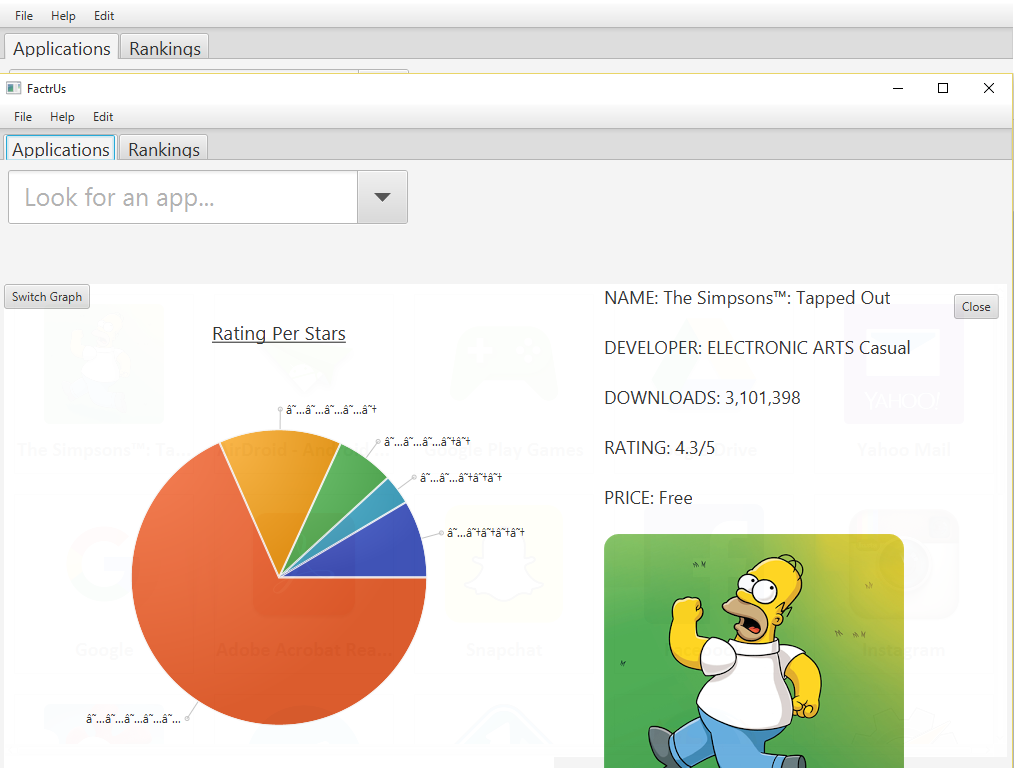 File Help Edit
Applications Rankings
FactrUs
File Help Edit
Applications Rankings
Look for an app...
Switch Graph
Close
Rating Per Stars
â˜…â˜…â˜…â˜…â˜†
â˜…â˜…â˜…â˜†â˜†
â˜…â˜…â˜†â˜†â˜†
â˜…â˜†â˜†â˜†â˜†
â˜…â˜…â˜…â˜…â˜…
NAME: The Simpsons™: Tapped Out
DEVELOPER: ELECTRONIC ARTS Casual
DOWNLOADS: 3,101,398
RATING: 4.3/5
PRICE: Free
The Simpsons™: Ta...
Google Play Games
Drive
YAHOO!
Yahoo Mail
Google
Adobe Acrobat Rea...
Snapchat
Instagram